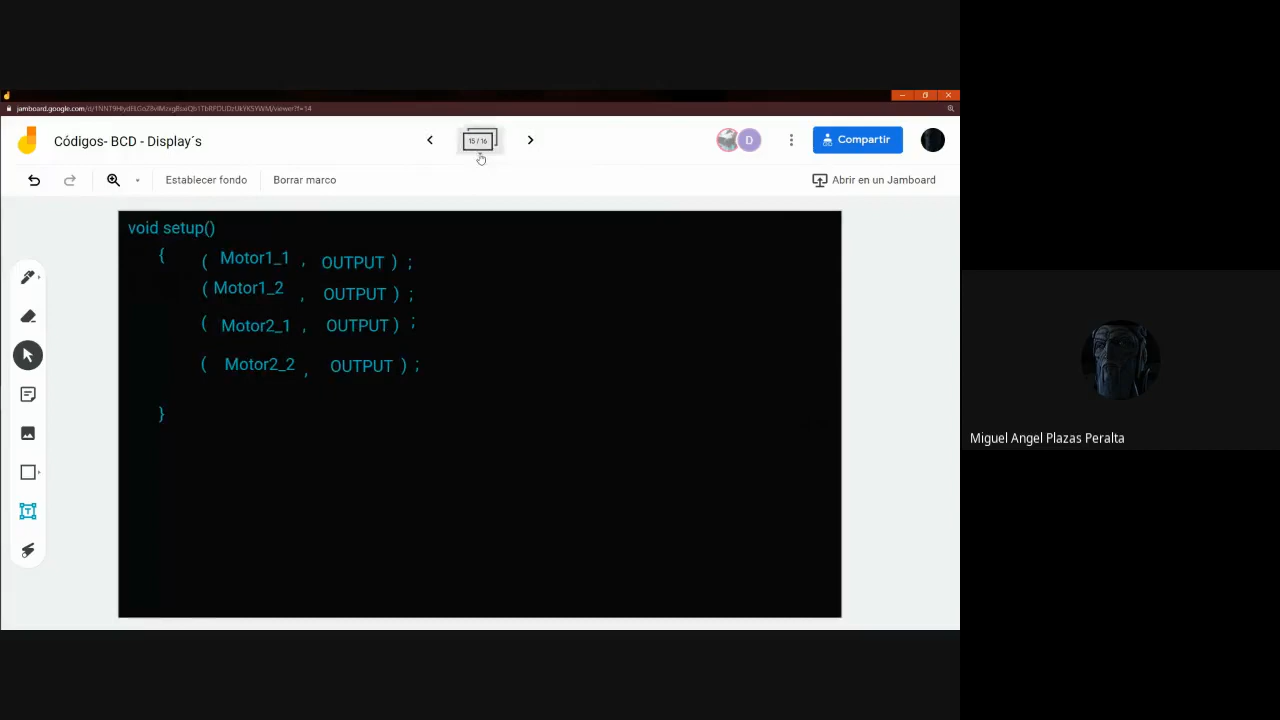 Códigos- BCD - Display´s
15 / 16
Compartir
D
Establecer fondo
Borrar marco
Abrir en un Jamboard
void setup()
{ ( Motor1_1 , OUTPUT ) ;
( Motor1_2 , OUTPUT ) ;
( Motor2_1 , OUTPUT ) ;
( Motor2_2 , OUTPUT ) ;
}
Miguel Angel Plazas Peralta